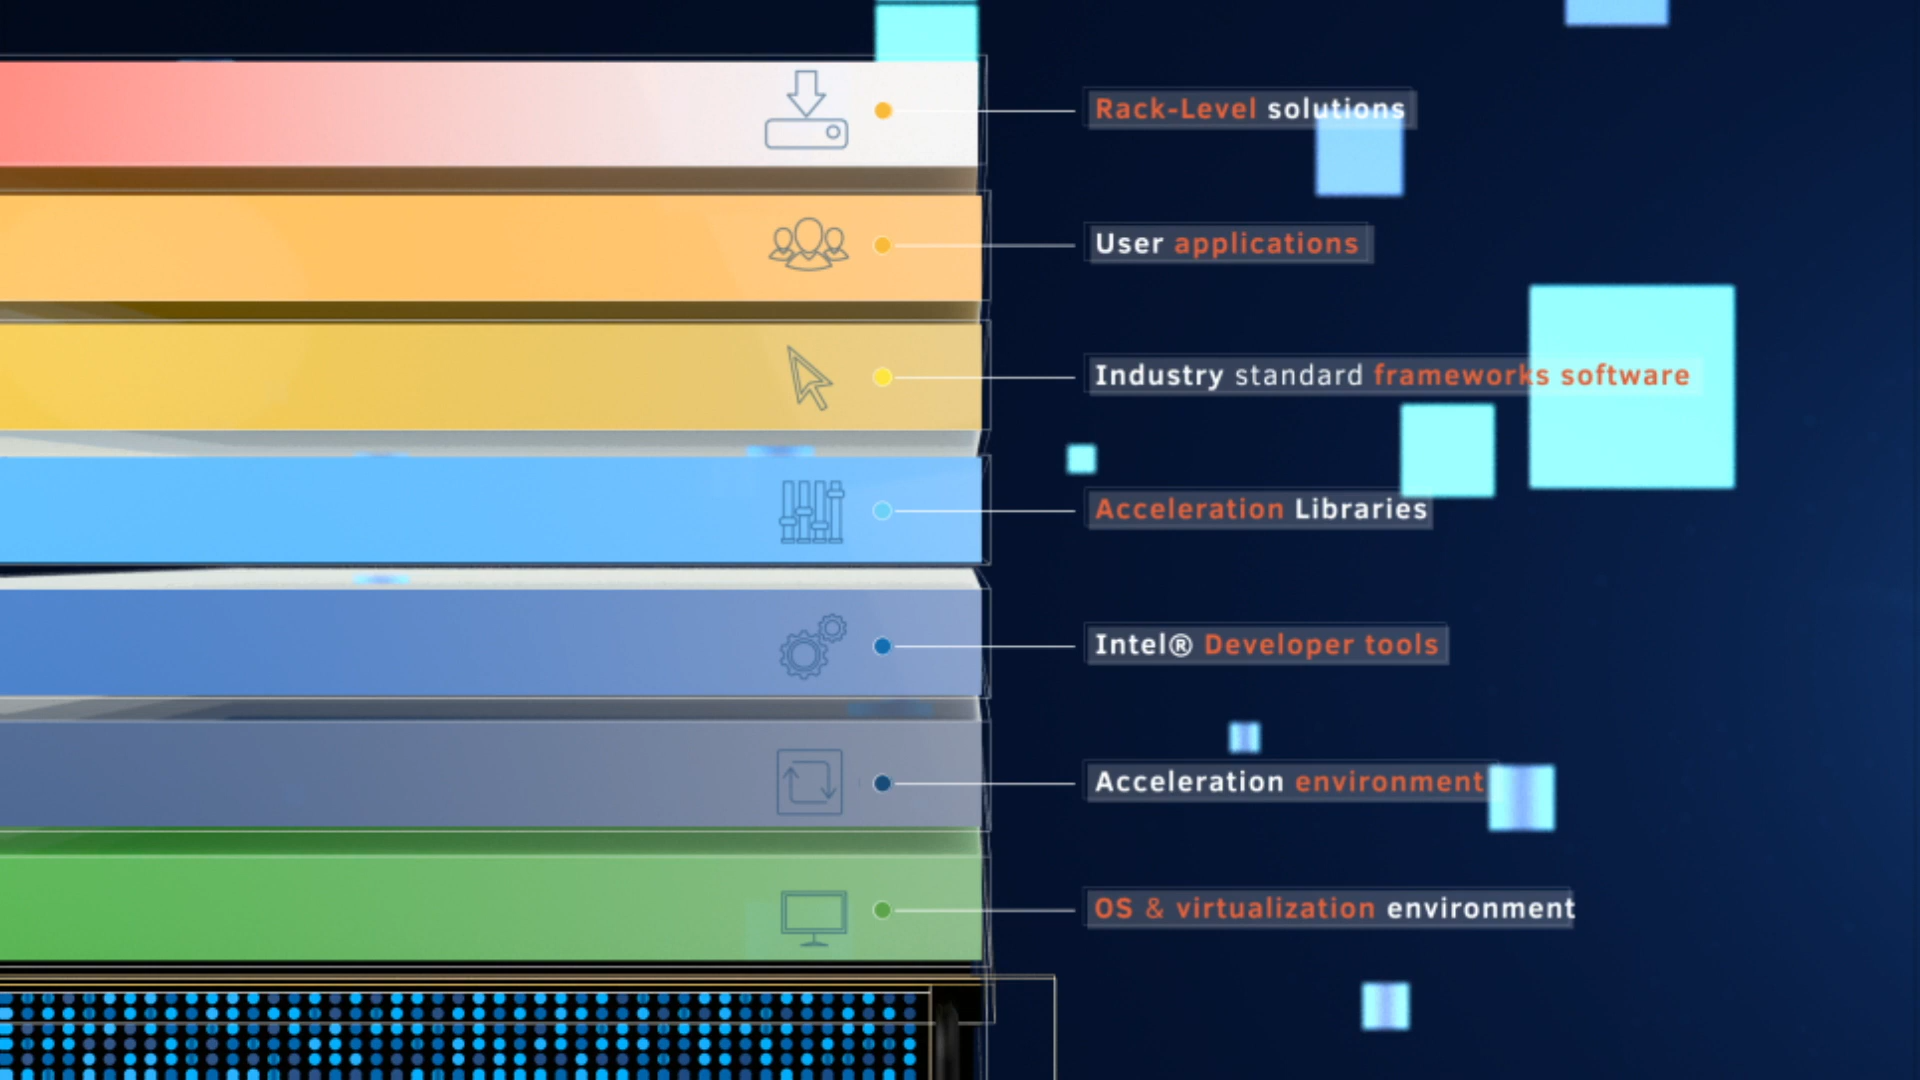 Rack-Level solutions
User applications
Industry standard frameworks software
Acceleration Libraries
Intel® Developer tools
Acceleration environment
OS & virtualization environment